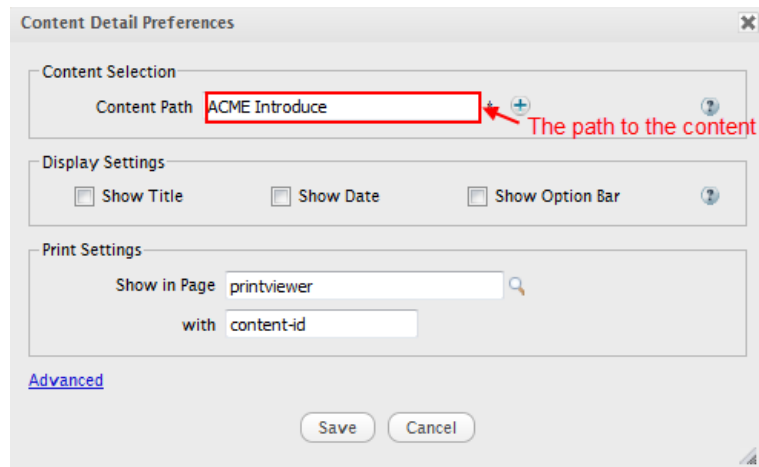 Content Detail Preferences
Content Selection
Content Path ACME Introduce *
The path to the content
Display Settings
Show Title Show Date Show Option Bar
Print Settings
Show in Page printviewer
with content-id
Advanced
Save Cancel